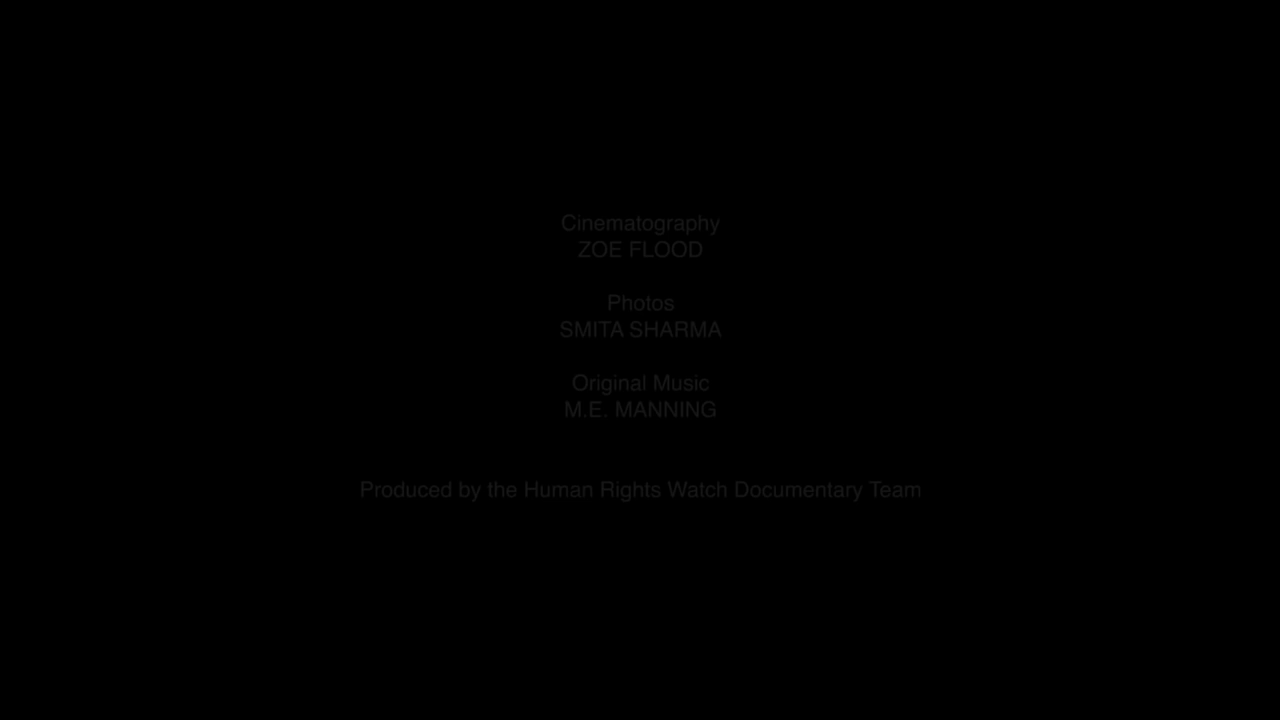 Cinematography
ZOE FLOOD
Photos
SMITA SHARMA
Original Music
M.E. MANNING
Produced by the Human Rights Watch Documentary Team